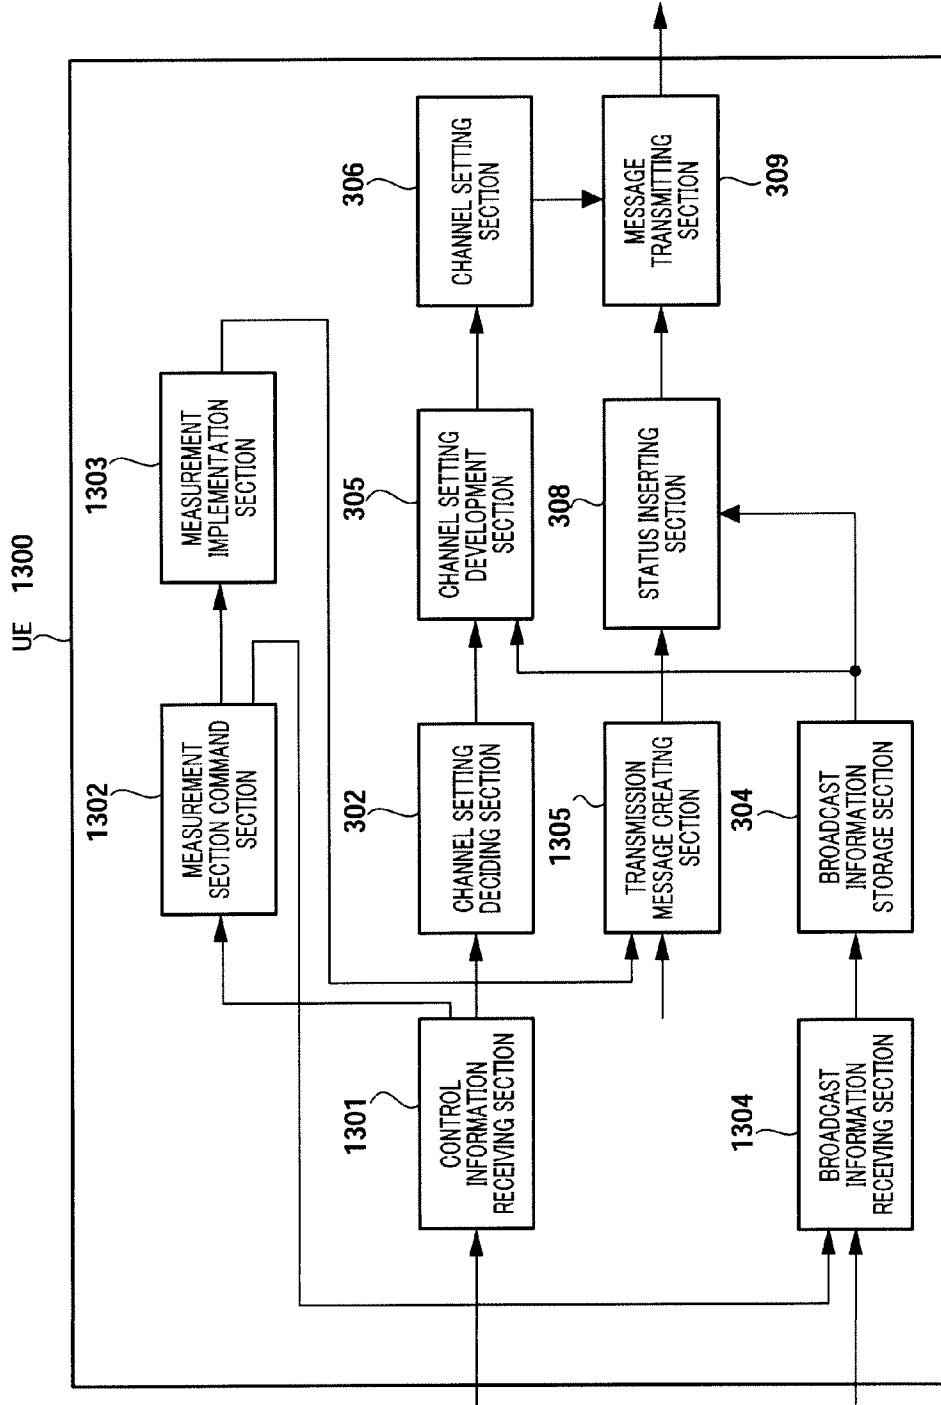 UE 1300
1302
MEASUREMENT
SECTION COMMAND
SECTION
1303
MEASUREMENT
IMPLEMENTATION
SECTION
1301
CONTROL
INFORMATION
RECEIVING SECTION
302
CHANNEL SETTING
DECIDING SECTION
305
CHANNEL SETTING
DEVELOPMENT
SECTION
306
CHANNEL SETTING
SECTION
1305
TRANSMISSION
MESSAGE CREATING
SECTION
308
STATUS INSERTING
SECTION
MESSAGE
TRANSMITTING
SECTION
309
1304
BROADCAST
INFORMATION
RECEIVING SECTION
304
BROADCAST
INFORMATION
STORAGE SECTION